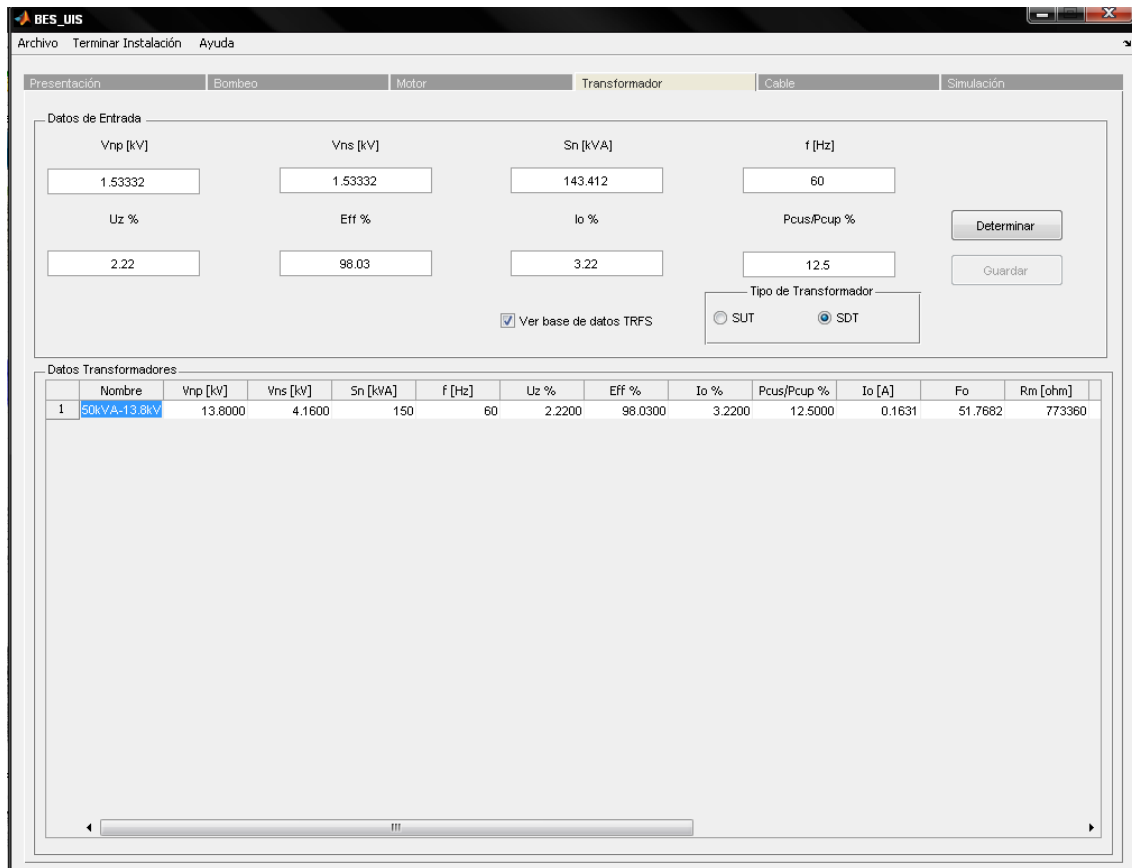 BES_UIS
Archivo Terminar Instalación Ayuda
Presentación Bombeo Motor Transformador Cable Simulación
Datos de Entrada
Vnp [kV] Vns [kV] Sn [kVA] f [Hz]
1.53332 1.53332 143.412 60
Uz % Eff % Io % Pcus/Pcup %
Determinar
2.22 98.03 3.22 12.5
Guardar
Tipo de Transformador
Ver base de datos TRFS
SUT SDT
Datos Transformadores
Nombre Vnp [kV] Vns [kV] Sn [kVA] f [Hz] Uz % Eff % Io % Pcus/Pcup % Io [A] Fo Rm [ohm]
1 50kVA-13.8kV 13.8000 4.1600 150 60 2.2200 98.0300 3.2200 12.5000 0.1631 51.7682 773360